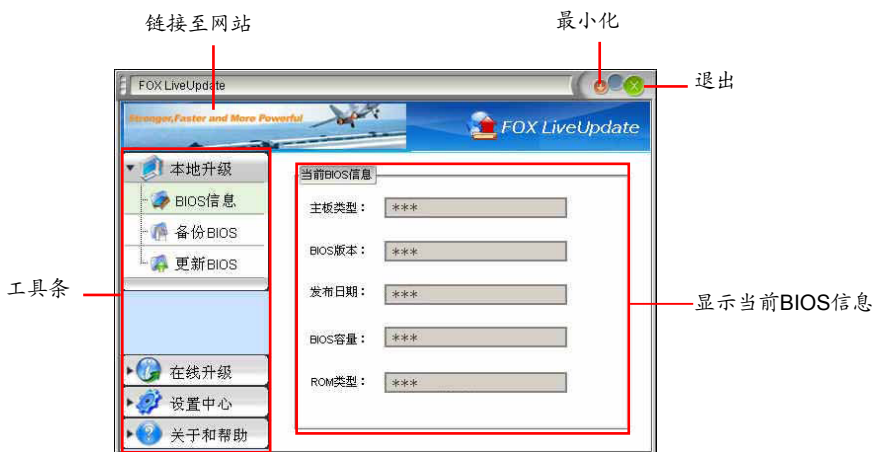 链接至网站
最小化
退出
FOX LiveUpdate
Stronger,Faster and More Powerful
FOX LiveUpdate
本地升级
BIOS信息
备份BIOS
更新BIOS
在线升级
设置中心
关于和帮助
当前BIOS信息
主板类型： ***
BIOS版本： ***
发布日期： ***
BIOS容量： ***
ROM类型： ***
工具条
显示当前BIOS信息